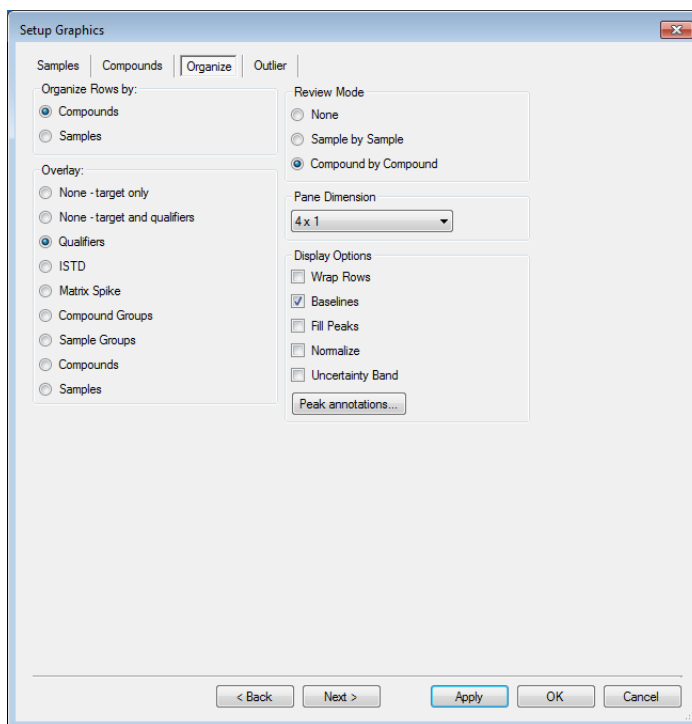 Setup Graphics
Samples
Compounds
Organize
Outlier
Organize Rows by:
Compounds
Samples
Overlay:
None - target only
None - target and qualifiers
Qualifiers
ISTD
Matrix Spike
Compound Groups
Sample Groups
Compounds
Samples
Review Mode
None
Sample by Sample
Compound by Compound
Pane Dimension
4 x 1
Display Options
Wrap Rows
Baselines
Fill Peaks
Normalize
Uncertainty Band
Peak annotations...
< Back
Next >
Apply
OK
Cancel